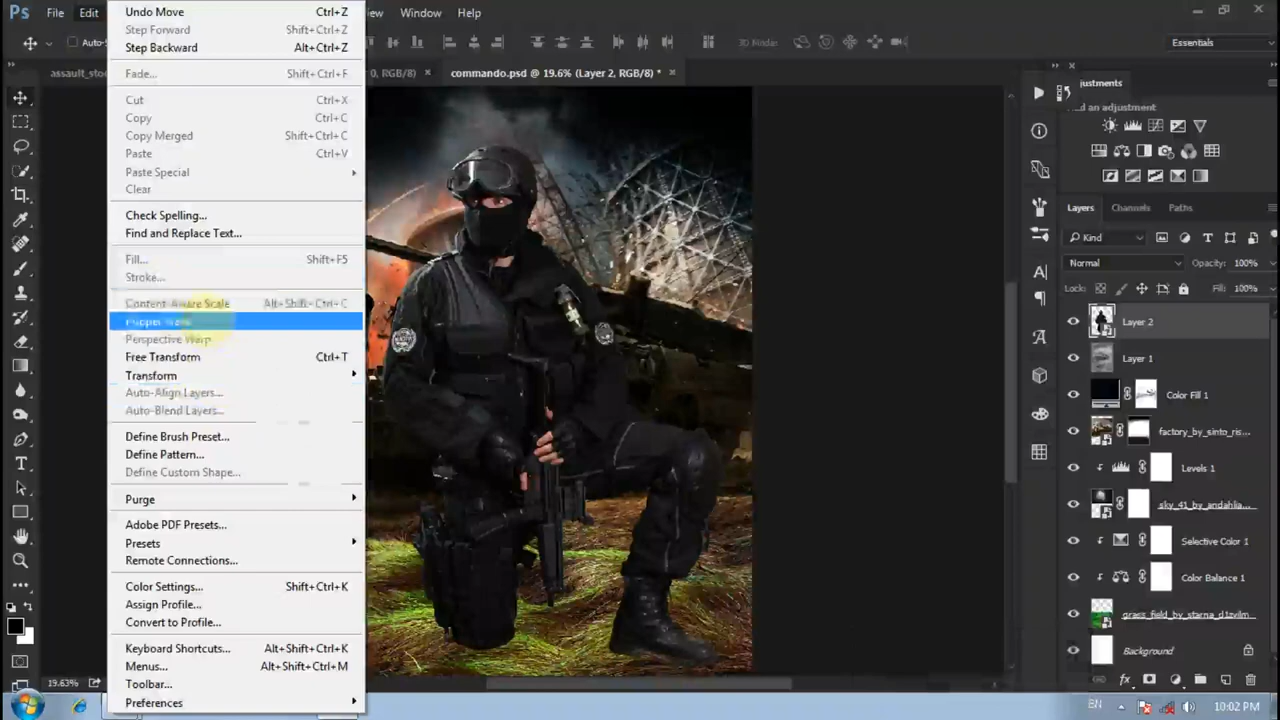 Ps File Edit View Window Help
Undo Move Ctrl+Z
Step Forward Shift+Ctrl+Z
Step Backward Alt+Ctrl+Z
Fade... Shift+Ctrl+F
Cut Ctrl+X
Copy Ctrl+C
Copy Merged Shift+Ctrl+C
Paste Ctrl+V
Paste Special
Clear
Check Spelling...
Find and Replace Text...
Fill... Shift+F5
Stroke...
Content-Aware Scale Alt+Shift+Ctrl+C
Puppet Warp
Perspective Warp
Free Transform Ctrl+T
Transform
Auto-Align Layers...
Auto-Blend Layers...
Define Brush Preset...
Define Pattern...
Define Custom Shape...
Purge
Adobe PDF Presets...
Presets
Remote Connections...
Color Settings... Shift+Ctrl+K
Assign Profile...
Convert to Profile...
Keyboard Shortcuts... Alt+Shift+Ctrl+K
Menus... Alt+Shift+Ctrl+M
Toolbar...
Preferences
Auto-S
3D Mode:
Essentials
assault_sto
0, RGB/8)
commando.psd @ 19.6% (Layer 2, RGB/8) *
justments
nd an adjustment
Layers Channels Paths
Kind
Normal Opacity: 100%
Lock: Fill: 100%
Layer 2
Layer 1
Color Fill 1
factory_by_sinto_ris...
Levels 1
sky_41_by_andahlia...
Selective Color 1
Color Balance 1
grass_field_by_starna_d1zvilm...
Background
fx
19.63%
EN
10:02 PM